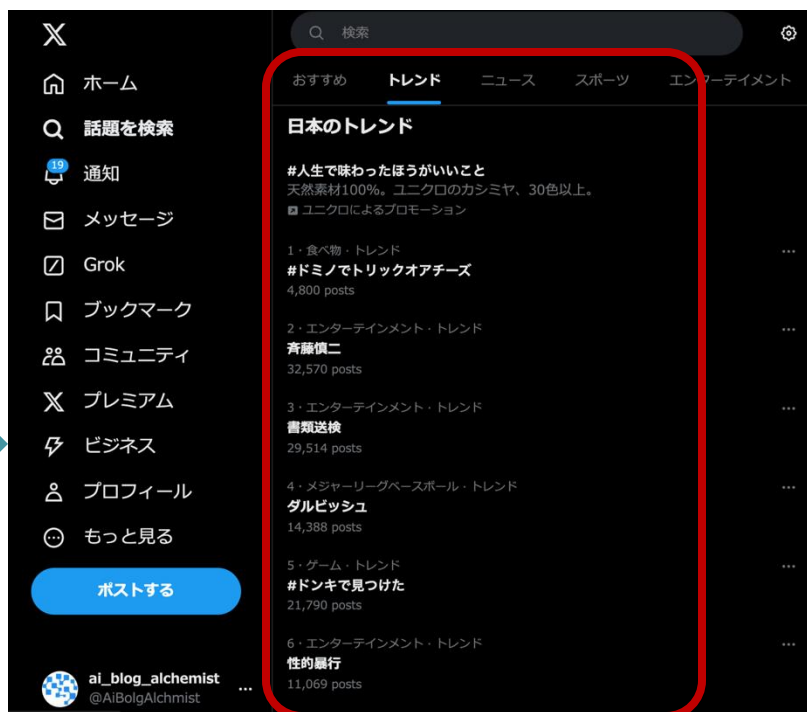 X
ホーム
話題を検索
19
通知
メッセージ
Grok
ブックマーク
コミュニティ
プレミアム
ビジネス
プロフィール
もっと見る
ポストする
ai_blog_alchemist
@AiBolgAlchmist
検索
おすすめ トレンド ニュース スポーツ エンターテイメント
日本のトレンド
#人生で味わったほうがいいこと
天然素材100%。ユニクロのカシミヤ、30色以上。
ユニクロによるプロモーション
1・食べ物・トレンド
#ドミノでトリックオアチーズ
4,800 posts
2・エンターテインメント・トレンド
斉藤慎二
32,570 posts
3・エンターテインメント・トレンド
書類送検
29,514 posts
4・メジャーリーグベースボール・トレンド
ダルビッシュ
14,388 posts
5・ゲーム・トレンド
#ドンキで見つけた
21,790 posts
6・エンターテインメント・トレンド
性的暴行
11,069 posts